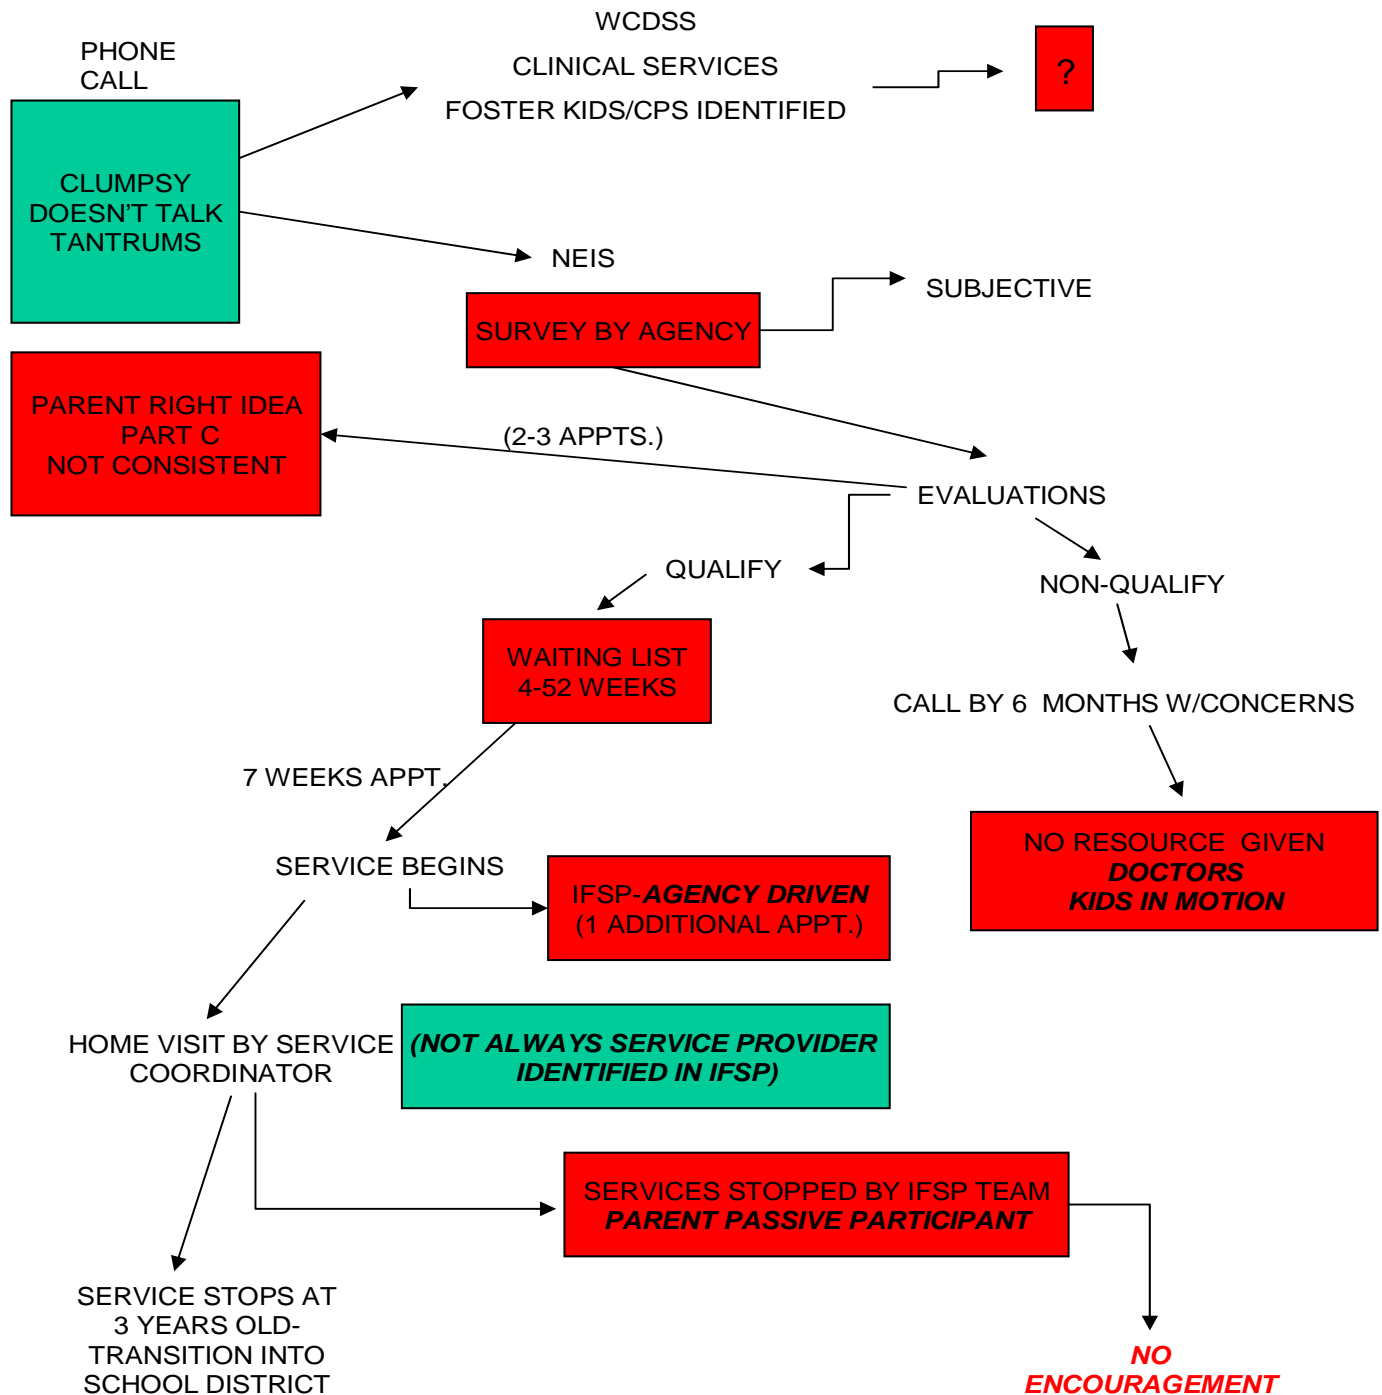 WCDSS
CLINICAL SERVICES
FOSTER KIDS/CPS IDENTIFIED
?
PHONE
CALL
CLUMPSY
DOESN'T TALK
TANTRUMS
NEIS
SURVEY BY AGENCY
SUBJECTIVE
PARENT RIGHT IDEA
PART C
NOT CONSISTENT
(2-3 APPTS.)
EVALUATIONS
QUALIFY
NON-QUALIFY
WAITING LIST
4-52 WEEKS
CALL BY 6 MONTHS W/CONCERNS
7 WEEKS APPT.
NO RESOURCE GIVEN
DOCTORS
KIDS IN MOTION
SERVICE BEGINS
IFSP-AGENCY DRIVEN
(1 ADDITIONAL APPT.)
HOME VISIT BY SERVICE
COORDINATOR
(NOT ALWAYS SERVICE PROVIDER
IDENTIFIED IN IFSP)
SERVICES STOPPED BY IFSP TEAM
PARENT PASSIVE PARTICIPANT
SERVICE STOPS AT
3 YEARS OLD-
TRANSITION INTO
SCHOOL DISTRICT
NO
ENCOURAGEMENT